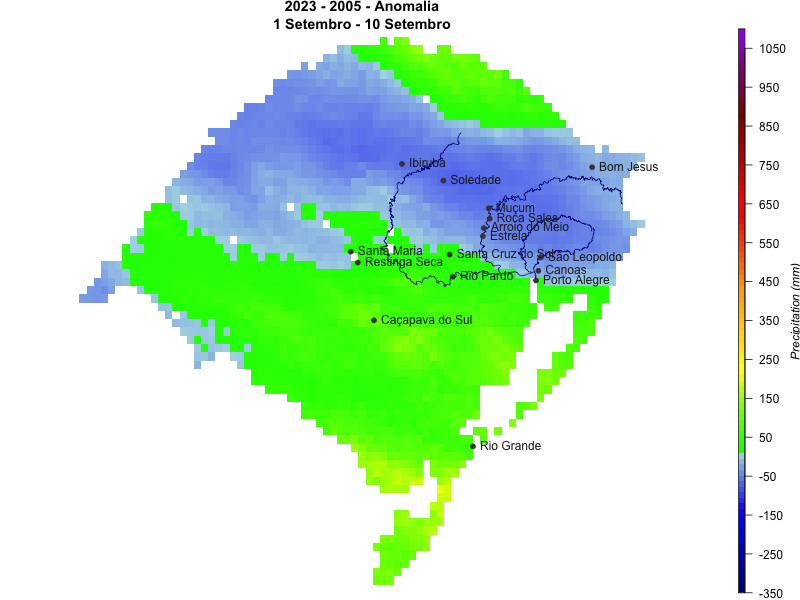 2023 - 2005 - Anomalia
1 Setembro - 10 Setembro
Ibirubá
Bom Jesus
Soledade
Mucum
Roca Sales
Arroio do Meio
Estrela
Santa Maria
Santa Cruz do Sul
São Leopoldo
Restinga Seca
Canoas
Rio Pardo
Porto Alegre
Caçapava do Sul
Rio Grande
1050
950
850
750
650
550
450
350
250
150
50
-50
-150
-250
-350
Precipitation (mm)